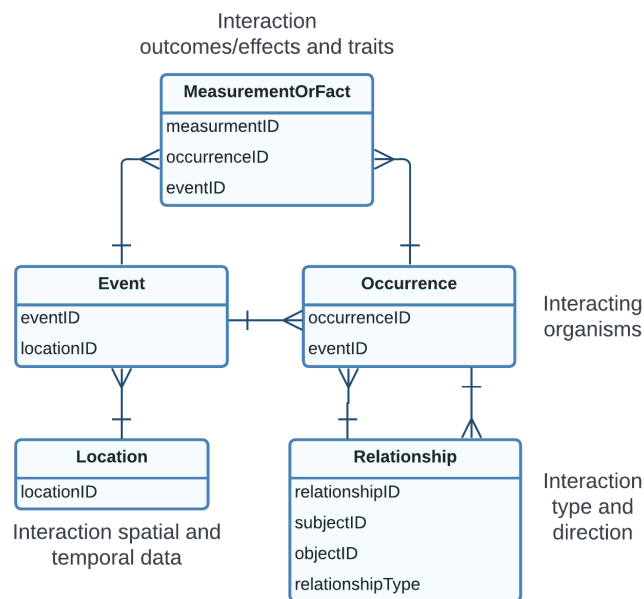 Interaction
outcomes/effects and traits
MeasurementOrFact
measurmentID
occurrenceID
eventID
Event
eventID
locationID
Occurrence
occurrenceID
eventID
Interacting
organisms
Location
locationID
Interaction spatial and
temporal data
Relationship
relationshipID
subjectID
objectID
relationshipType
Interaction
type and
direction